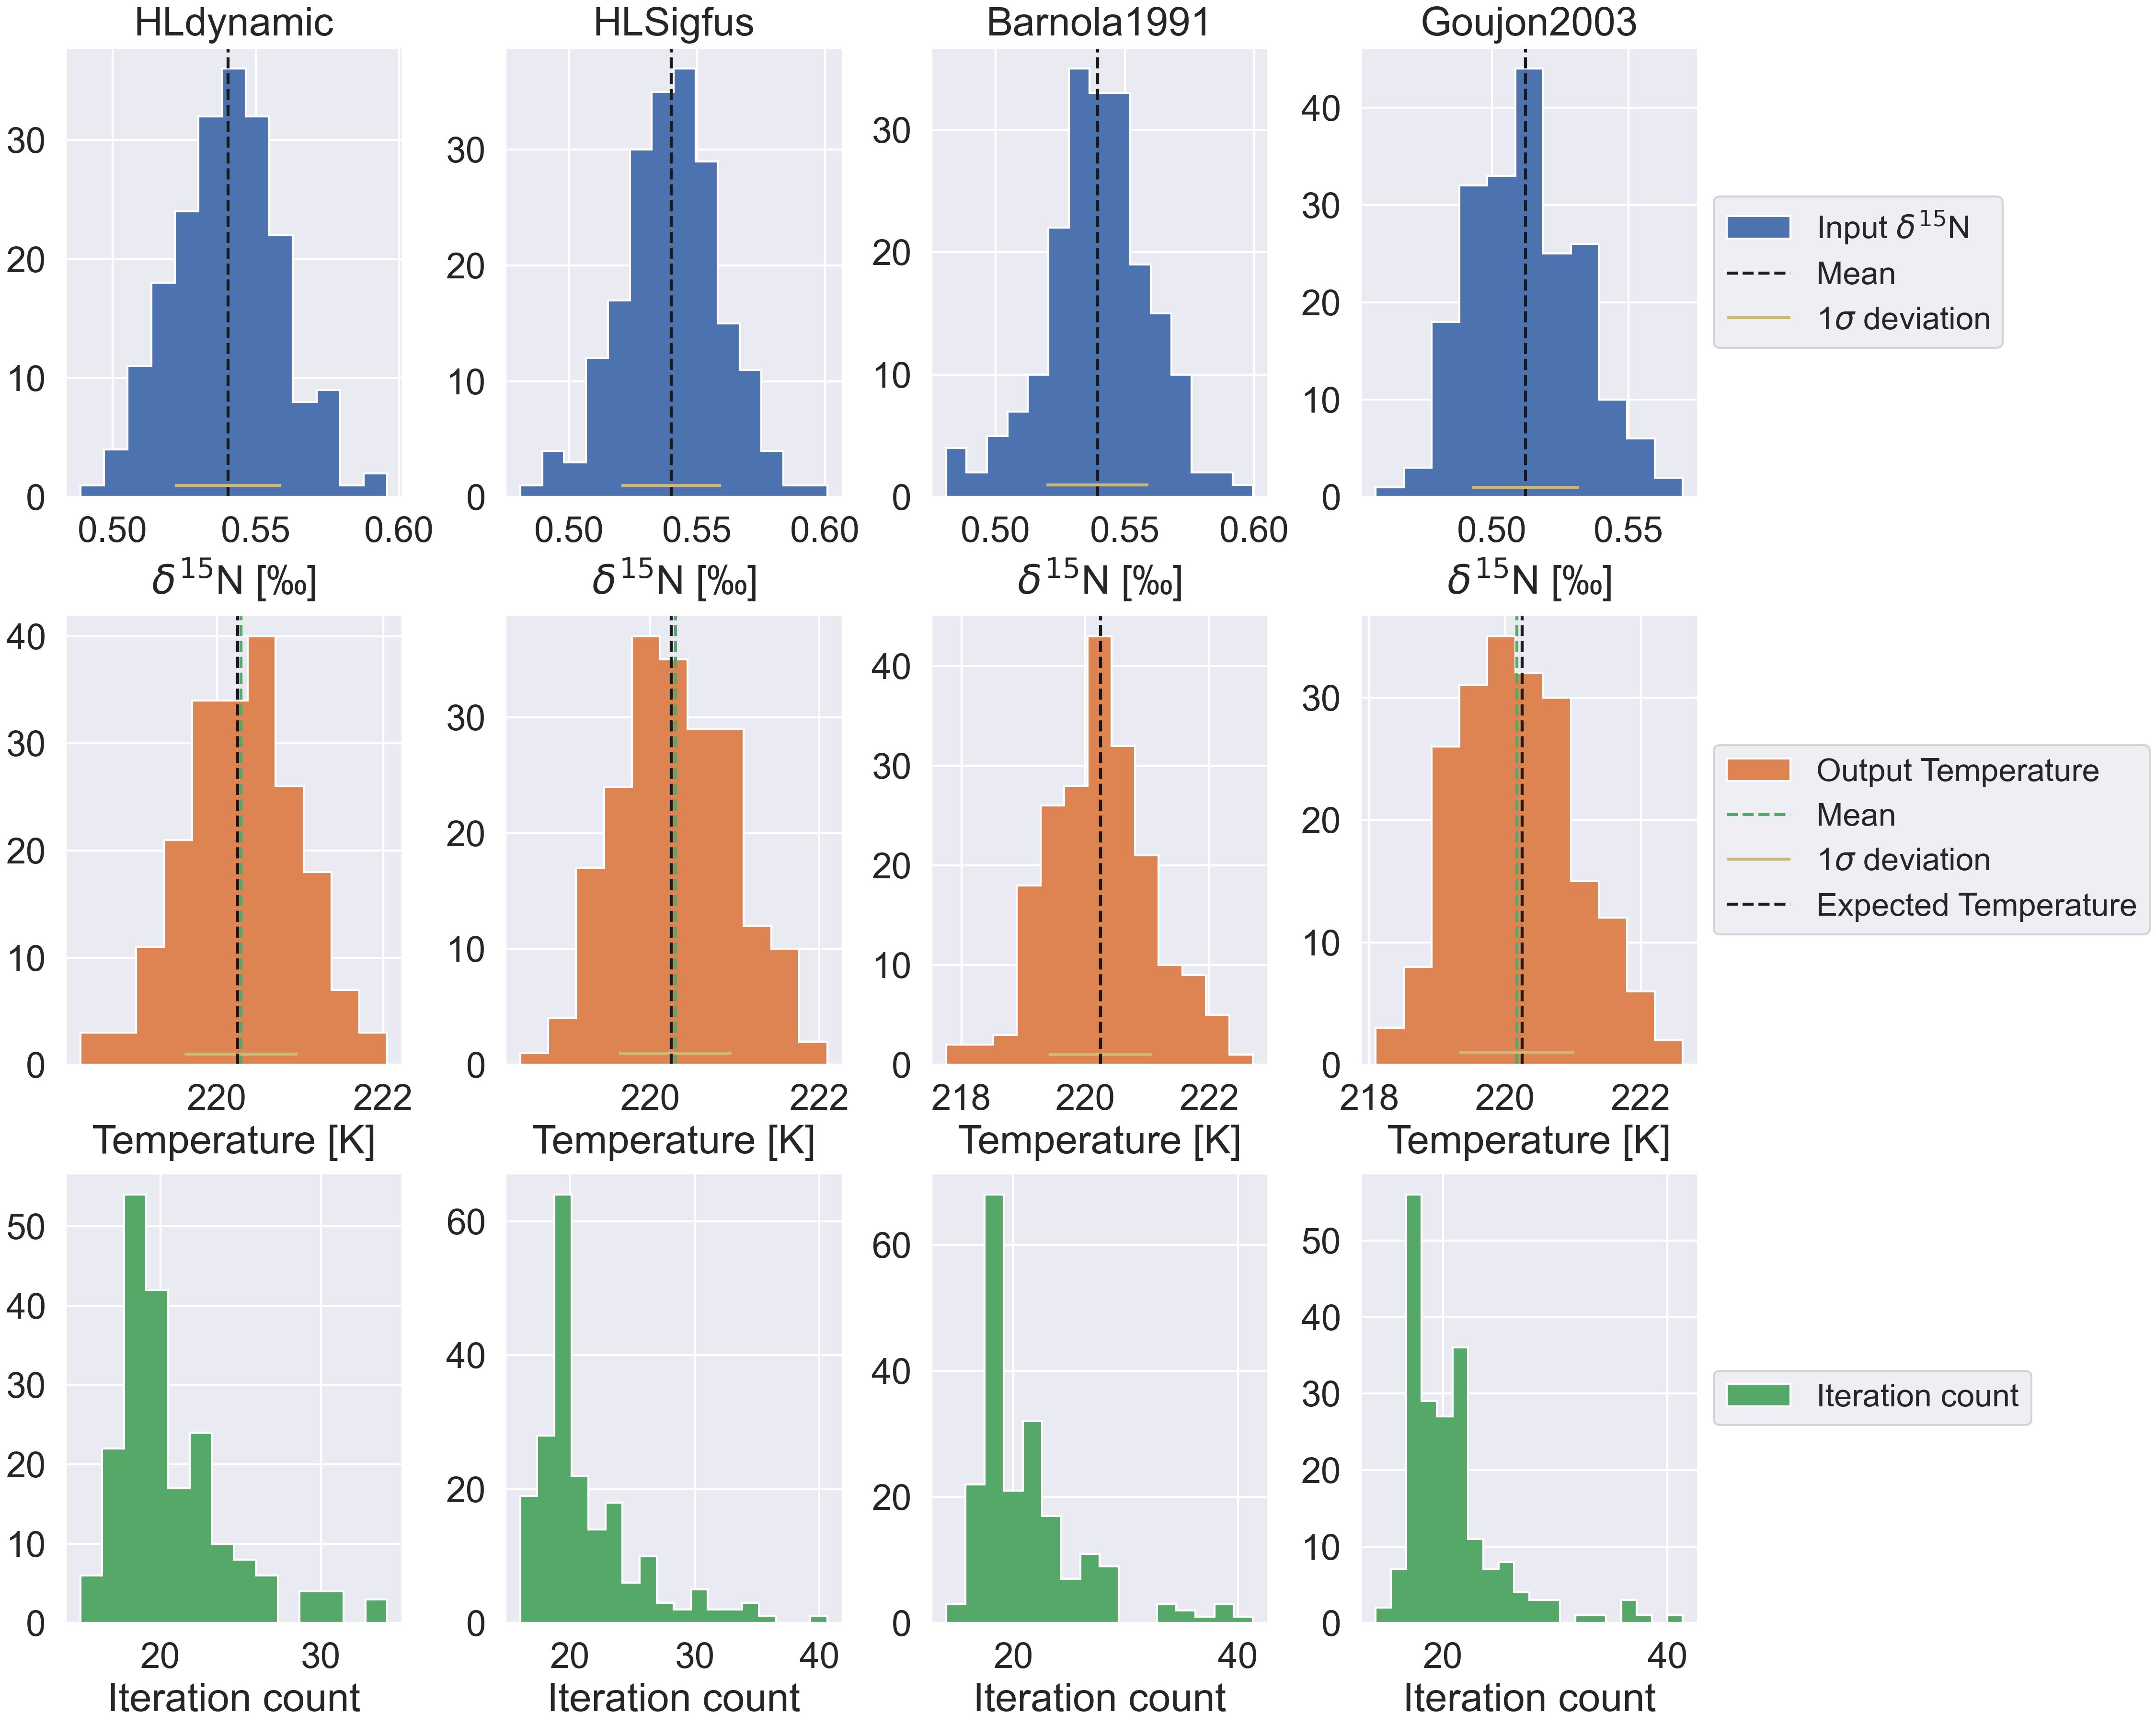 HLdynamic HLSigfus Barnola1991 Goujon2003
30
20
10
0
0.50 0.55 0.60
δ¹⁵N [‰]
30
20
10
0
0.50 0.55 0.60
δ¹⁵N [‰]
30
20
10
0
0.50 0.55 0.60
δ¹⁵N [‰]
40
30
20
10
0
0.50 0.55
δ¹⁵N [‰]
Input δ¹⁵N
Mean
1σ deviation
40
30
20
10
0
220 222
Temperature [K]
30
20
10
0
220 222
Temperature [K]
40
30
20
10
0
218 220 222
Temperature [K]
30
20
10
0
218 220 222
Temperature [K]
Output Temperature
Mean
1σ deviation
Expected Temperature
50
40
30
20
10
0
20 30
Iteration count
60
40
20
0
20 30 40
Iteration count
60
40
20
0
20 40
Iteration count
50
40
30
20
10
0
20 40
Iteration count
Iteration count